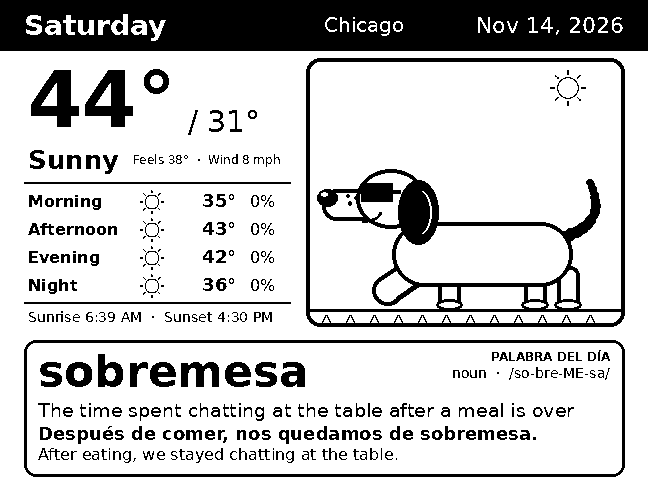 Saturday Chicago Nov 14, 2026
44° / 31°
Sunny Feels 38° · Wind 8 mph
Morning 35° 0%
Afternoon 43° 0%
Evening 42° 0%
Night 36° 0%
Sunrise 6:39 AM · Sunset 4:30 PM
sobremesa
PALABRA DEL DÍA
noun · /so-bre-ME-sa/
The time spent chatting at the table after a meal is over
Después de comer, nos quedamos de sobremesa.
After eating, we stayed chatting at the table.